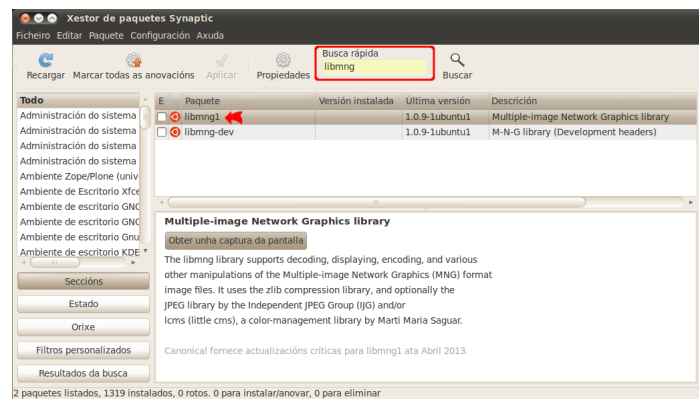 Xestor de paquetes Synaptic
Ficheiro Editar Paquete Configuración Axuda
Busca rápida
libmng
Recargar Marcar todas as anovacións Aplicar Propiedades Buscar
Todo
Administración do sistema
Administración do sistema
Administración do sistema
Administración do sistema
Ambiente Zope/Plone (univ
Ambiente de Escritorio Xfce
Ambiente de escritorio GNO
Ambiente de escritorio GNO
Ambiente de escritorio Gnu
Ambiente de escritorio KDE
Seccións
Estado
Orixe
Filtros personalizados
Resultados da busca
E Paquete Versión instalada Última versión Descrición
libmng1 1.0.9-1ubuntu1 Multiple-image Network Graphics library
libmng-dev 1.0.9-1ubuntu1 M-N-G library (Development headers)
Multiple-image Network Graphics library
Obter unha captura da pantalla
The libmng library supports decoding, displaying, encoding, and various
other manipulations of the Multiple-image Network Graphics (MNG) format
image files. It uses the zlib compression library, and optionally the
JPEG library by the Independent JPEG Group (IJG) and/or
lcms (little cms), a color-management library by Marti Maria Saguar.
Canonical fornece actualizacións críticas para libmng1 ata Abril 2013.
2 paquetes listados, 1319 instalados, 0 rotos. 0 para instalar/anovar, 0 para eliminar